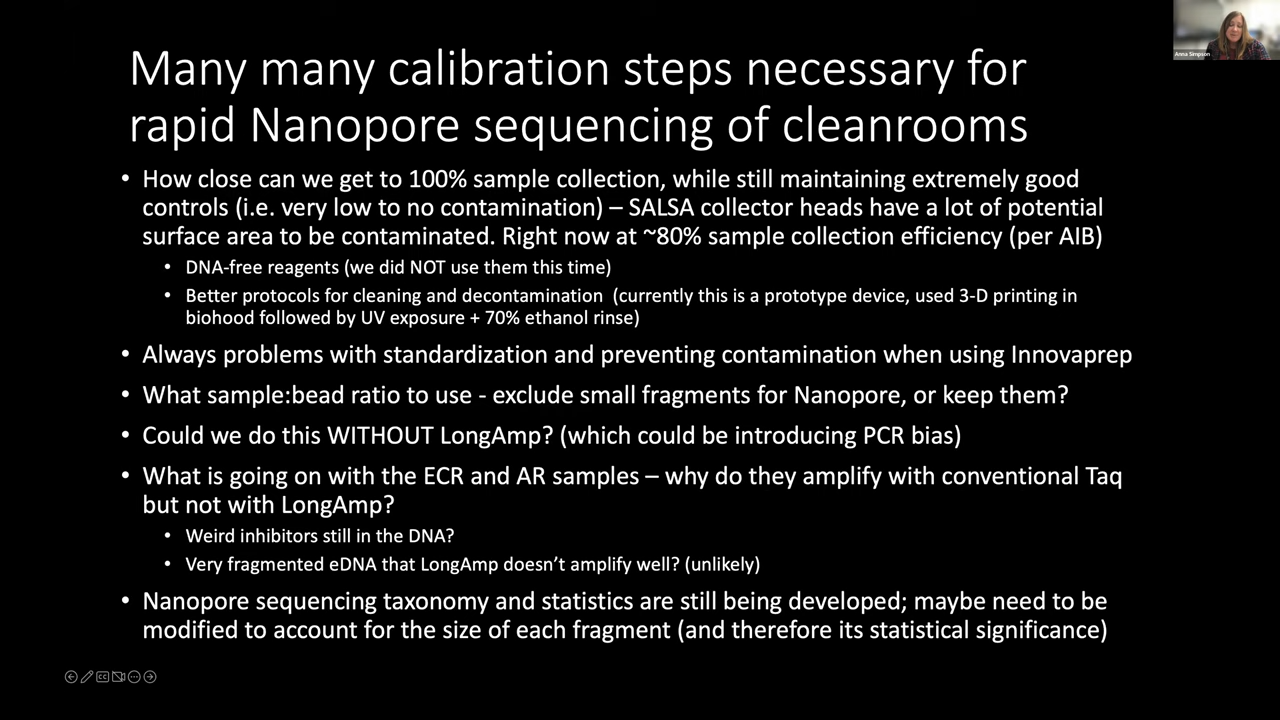 Many many calibration steps necessary for
rapid Nanopore sequencing of cleanrooms
• How close can we get to 100% sample collection, while still maintaining extremely good
controls (i.e. very low to no contamination) – SALSA collector heads have a lot of potential
surface area to be contaminated. Right now at ~80% sample collection efficiency (per AIB)
• DNA-free reagents (we did NOT use them this time)
• Better protocols for cleaning and decontamination (currently this is a prototype device, used 3-D printing in
biohood followed by UV exposure + 70% ethanol rinse)
• Always problems with standardization and preventing contamination when using Innovaprep
• What sample:bead ratio to use - exclude small fragments for Nanopore, or keep them?
• Could we do this WITHOUT LongAmp? (which could be introducing PCR bias)
• What is going on with the ECR and AR samples – why do they amplify with conventional Taq
but not with LongAmp?
• Weird inhibitors still in the DNA?
• Very fragmented eDNA that LongAmp doesn’t amplify well? (unlikely)
• Nanopore sequencing taxonomy and statistics are still being developed; maybe need to be
modified to account for the size of each fragment (and therefore its statistical significance)
Anna Simpson
CC